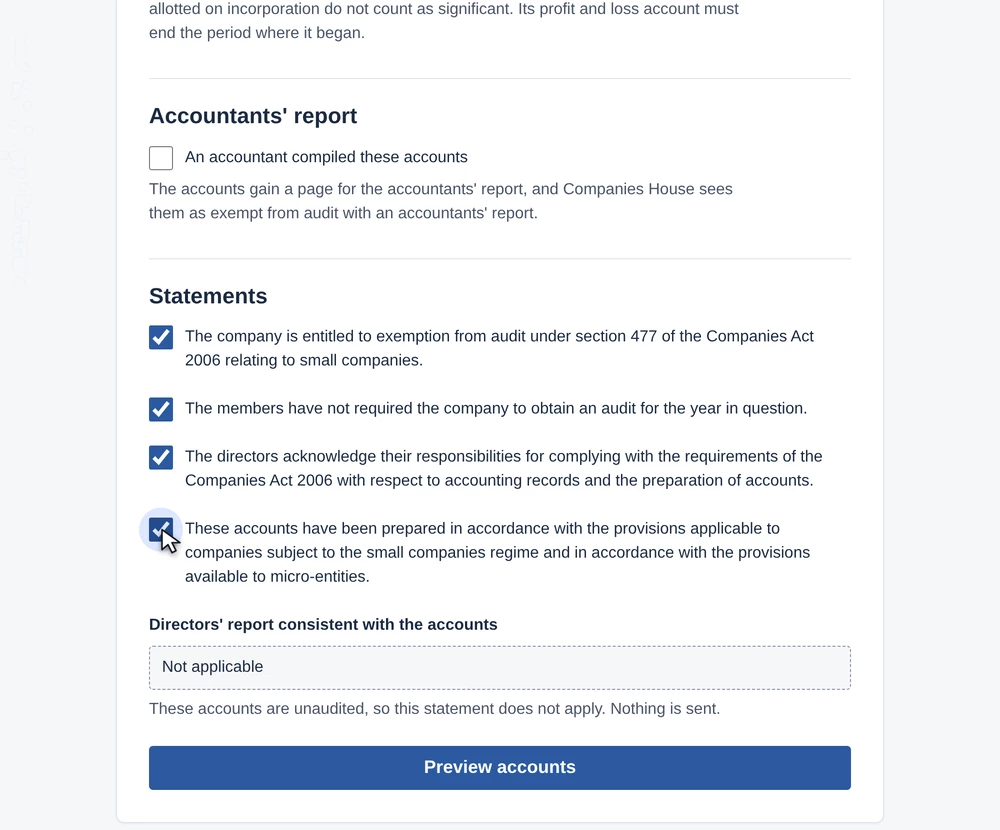 allotted on incorporation do not count as significant. Its profit and loss account must
end the period where it began.
Accountants' report
An accountant compiled these accounts
The accounts gain a page for the accountants' report, and Companies House sees
them as exempt from audit with an accountants' report.
Statements
The company is entitled to exemption from audit under section 477 of the Companies Act
2006 relating to small companies.
The members have not required the company to obtain an audit for the year in question.
The directors acknowledge their responsibilities for complying with the requirements of the
Companies Act 2006 with respect to accounting records and the preparation of accounts.
These accounts have been prepared in accordance with the provisions applicable to
companies subject to the small companies regime and in accordance with the provisions
available to micro-entities.
Directors' report consistent with the accounts
Not applicable
These accounts are unaudited, so this statement does not apply. Nothing is sent.
Preview accounts